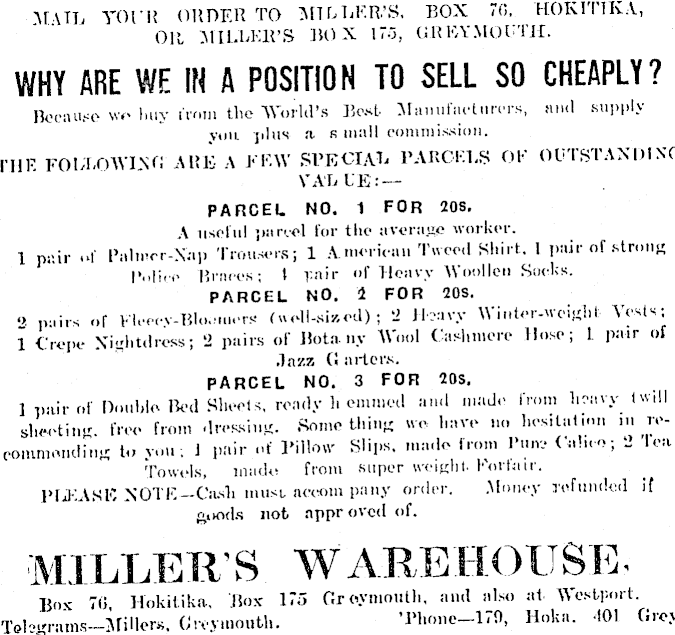 MAIL YOUR ORDER TO MILLER'S, BOX 76, HOKITIKA,
OR MILLER'S BOX 175, GREYMOUTH.
WHY ARE WE IN A POSITION TO SELL SO CHEAPLY?
Because we buy from the World's Best Manufacturers, and supply
you plus a small commission.
THE FOLLOWING ARE A FEW SPECIAL PARCELS OF OUTSTANDING
VALUE:—
PARCEL NO. 1 FOR 20s.
A useful parcel for the average worker.
1 pair of Palmer-Nap Trousers; 1 American Tweed Shirt, 1 pair of strong
Police Braces; 1 pair of Heavy Woollen Socks.
PARCEL NO. 2 FOR 20s.
2 pairs of Fleecy-Bloomers (well-sized); 2 Heavy Winter-weight Vests;
1 Crepe Nightdress; 2 pairs of Botany Wool Cashmere Hose; 1 pair of
Jazz Garters.
PARCEL NO. 3 FOR 20s.
1 pair of Double Bed Sheets, ready hemmed and made from heavy twill
sheeting, free from dressing. Something we have no hesitation in re-
commending to you; 1 pair of Pillow Slips, made from Pure Calico; 2 Tea
Towels, made from super weight Forfair.
PLEASE NOTE—Cash must accompany order. Money refunded if
goods not approved of.
MILLER'S WAREHOUSE,
Box 76, Hokitika, Box 175 Greymouth, and also at Westport.
Telegrams—Millers, Greymouth. 'Phone—179, Hoka. 401 Grey